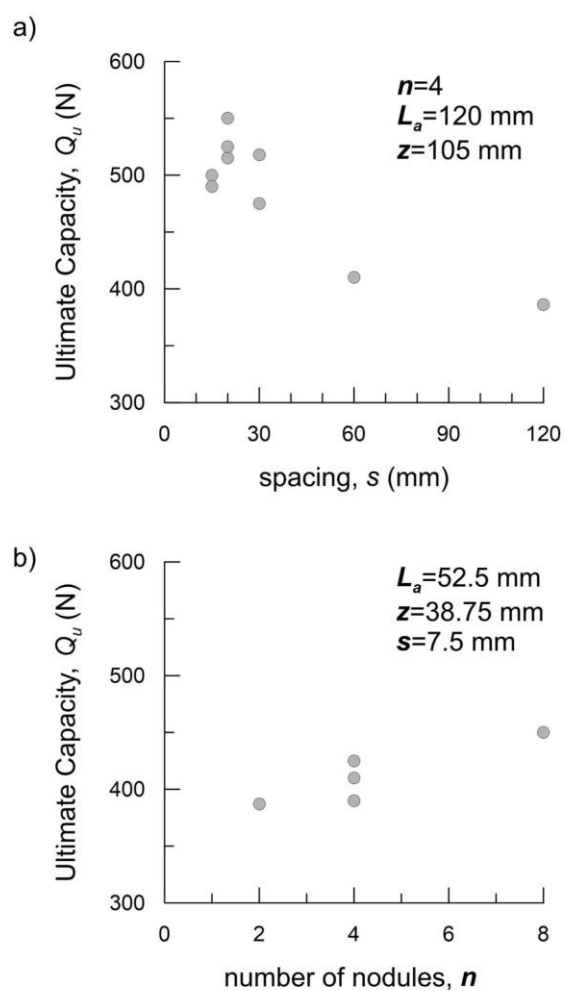 a)
600
500
400
300
Ultimate Capacity, Qu (N)
n=4
La=120 mm
z=105 mm
0 30 60 90 120
spacing, s (mm)
b)
600
500
400
300
Ultimate Capacity, Qu (N)
La=52.5 mm
z=38.75 mm
s=7.5 mm
0 2 4 6 8
number of nodules, n